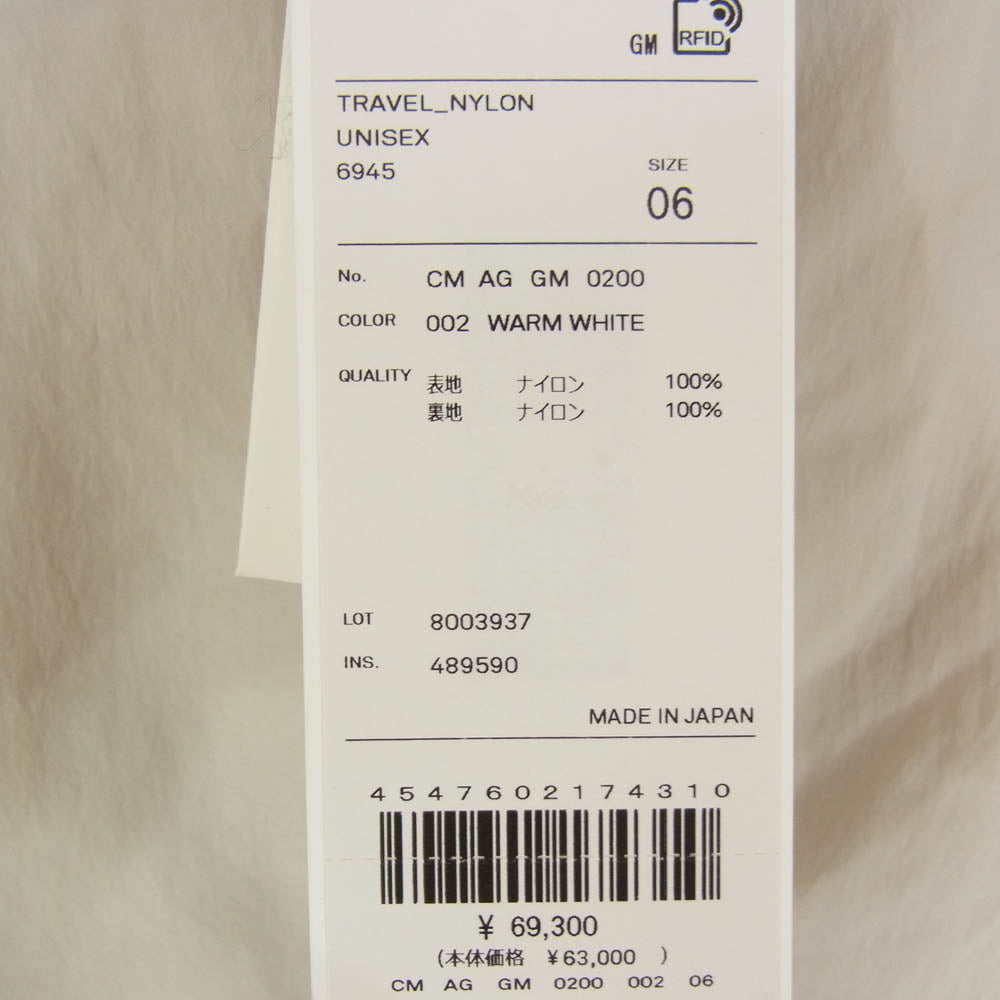 GM RFID
TRAVEL_NYLON
UNISEX
6945
SIZE
06
No. CM AG GM 0200
COLOR 002 WARM WHITE
QUALITY 表地 ナイロン 100%
裏地 ナイロン 100%
LOT 8003937
INS. 489590
MADE IN JAPAN
4547602174310
¥ 69,300
(本体価格 ¥63,000 )
CM AG GM 0200 002 06